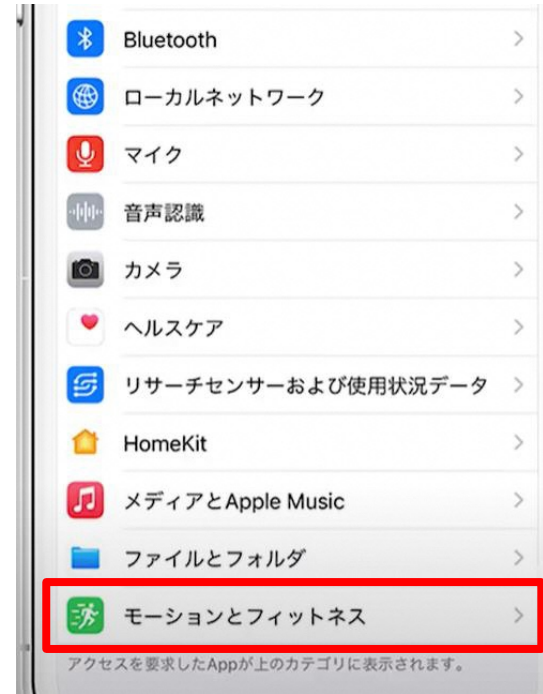 Bluetooth
ローカルネットワーク
マイク
音声認識
カメラ
ヘルスケア
リサーチセンサーおよび使用状況データ
HomeKit
メディアとApple Music
ファイルとフォルダ
モーションとフィットネス
アクセスを要求したAppが上のカテゴリに表示されます。